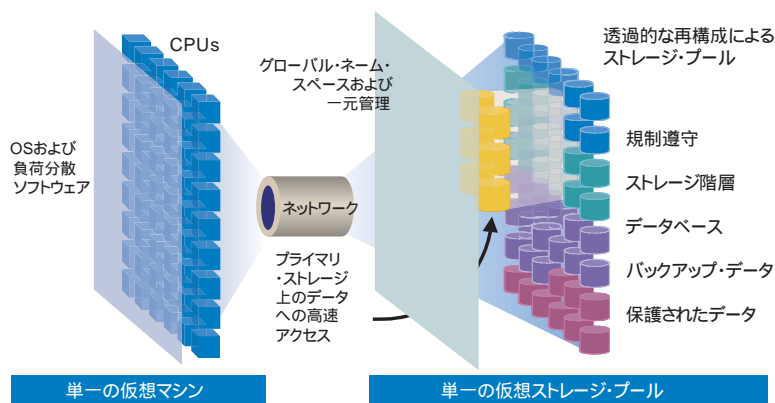 CPUs
OSおよび
負荷分散
ソフトウェア
ネットワーク
プライマリ
・ストレージ
上のデータ
への高速
アクセス
グローバル・ネーム・
スペースおよび
一元管理
透過的な再構成による
ストレージ・プール
規制遵守
ストレージ階層
データベース
バックアップ・データ
保護されたデータ
単一の仮想マシン
単一の仮想ストレージ・プール